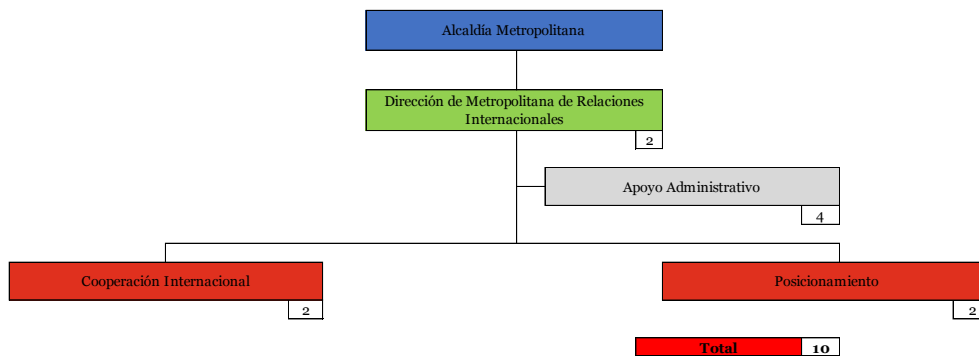 Alcaldía Metropolitana
Dirección de Metropolitana de Relaciones
Internacionales
2
Apoyo Administrativo
4
Cooperación Internacional
2
Posicionamiento
2
Total 10